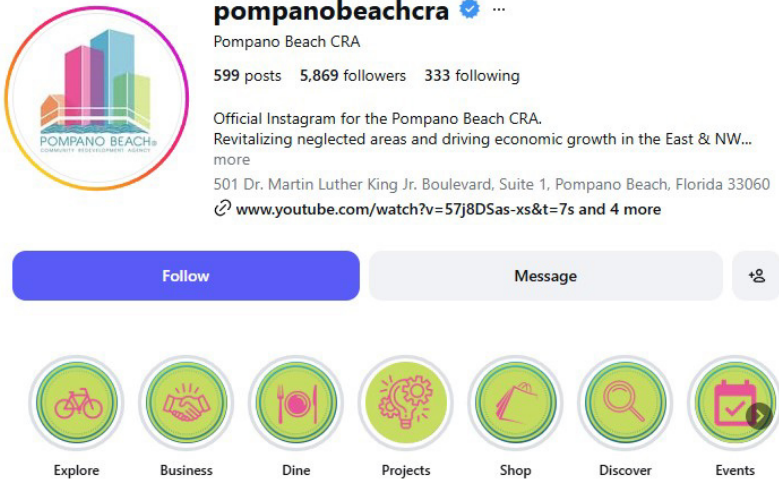 pompanobeachcra
Pompano Beach CRA
599 posts 5,869 followers 333 following
Official Instagram for the Pompano Beach CRA.
Revitalizing neglected areas and driving economic growth in the East & NW...
more
501 Dr. Martin Luther King Jr. Boulevard, Suite 1, Pompano Beach, Florida 33060
www.youtube.com/watch?v=57j8DSas-xs&t=7s and 4 more
POMPANO BEACH®
COMMUNITY REDEVELOPMENT AGENCY
Follow Message
Explore Business Dine Projects Shop Discover Events